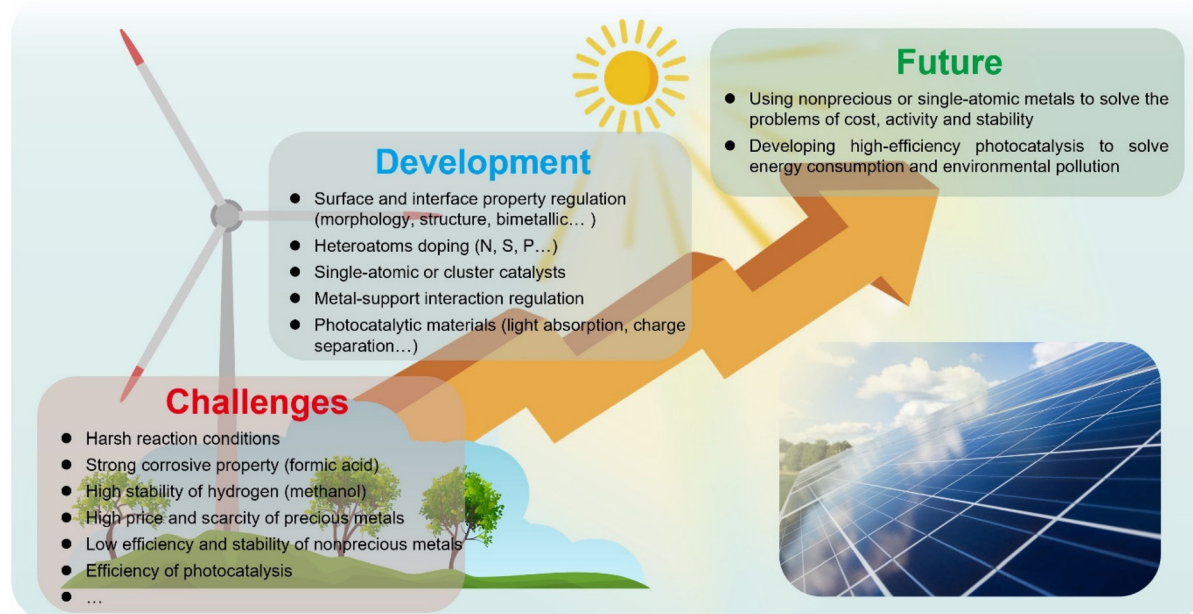 Future
● Using nonprecious or single-atomic metals to solve the
problems of cost, activity and stability
● Developing high-efficiency photocatalysis to solve
energy consumption and environmental pollution
Development
● Surface and interface property regulation
(morphology, structure, bimetallic… )
● Heteroatoms doping (N, S, P…)
● Single-atomic or cluster catalysts
● Metal-support interaction regulation
● Photocatalytic materials (light absorption, charge
separation…)
Challenges
● Harsh reaction conditions
● Strong corrosive property (formic acid)
● High stability of hydrogen (methanol)
● High price and scarcity of precious metals
● Low efficiency and stability of nonprecious metals
● Efficiency of photocatalysis
● …